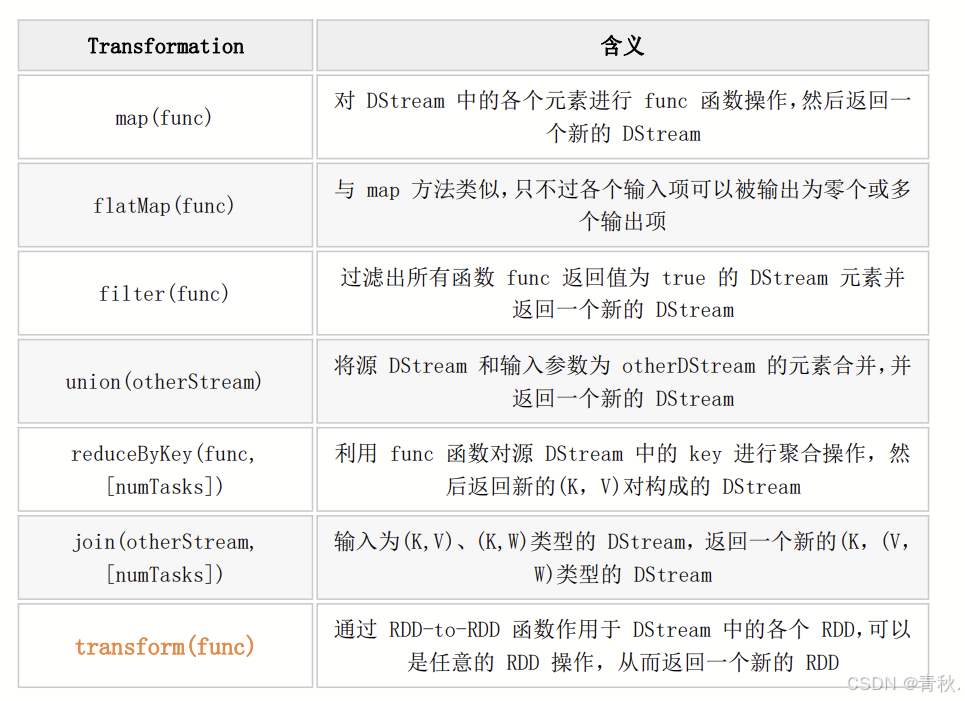 Transformation
含义
map(func)
对 DStream 中的各个元素进行 func 函数操作,然后返回一
个新的 DStream
flatMap(func)
与 map 方法类似,只不过各个输入项可以被输出为零个或多
个输出项
filter(func)
过滤出所有函数 func 返回值为 true 的 DStream 元素并
返回一个新的 DStream
union(otherStream)
将源 DStream 和输入参数为 otherDStream 的元素合并,并
返回一个新的 DStream
reduceByKey(func,
[numTasks])
利用 func 函数对源 DStream 中的 key 进行聚合操作, 然
后返回新的(K, V)对构成的 DStream
join(otherStream,
[numTasks])
输入为(K,V)、(K,W)类型的 DStream, 返回一个新的(K, (V,
W)类型的 DStream
transform(func)
通过 RDD-to-RDD 函数作用于 DStream 中的各个 RDD,可以
是任意的 RDD 操作, 从而返回一个新的 RDD
CSDN @青秋